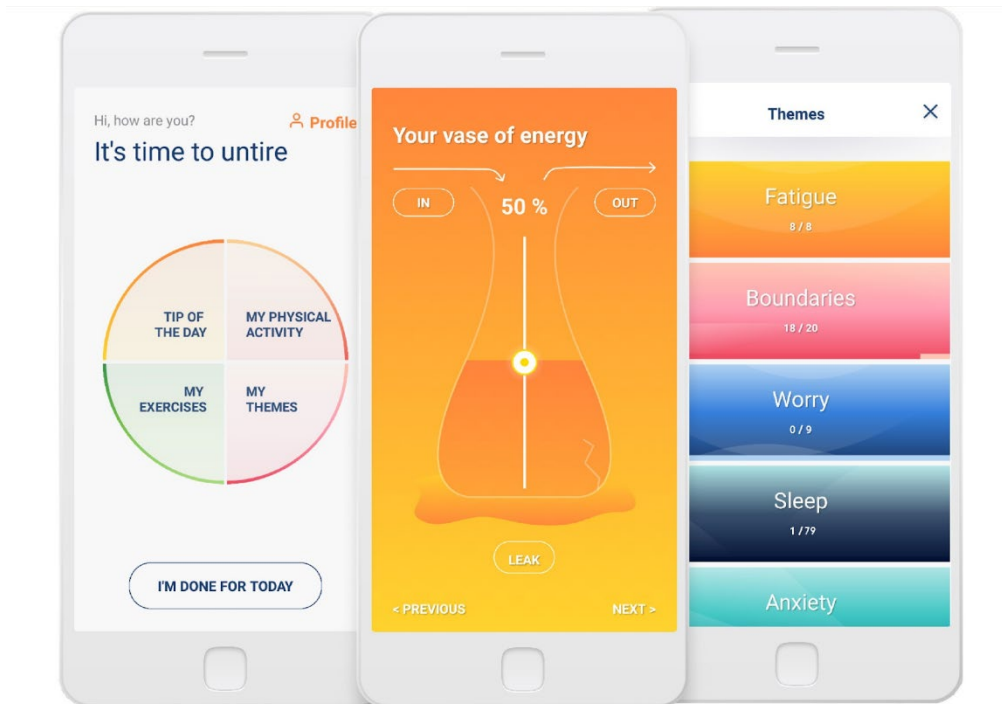 Hi, how are you?
Profile
It's time to untire
TIP OF
THE DAY
MY PHYSICAL
ACTIVITY
MY
EXERCISES
MY
THEMES
I'M DONE FOR TODAY
Your vase of energy
IN
50 %
OUT
LEAK
< PREVIOUS
NEXT >
Themes
Fatigue
8 / 8
Boundaries
18 / 20
Worry
0 / 9
Sleep
1 / 79
Anxiety